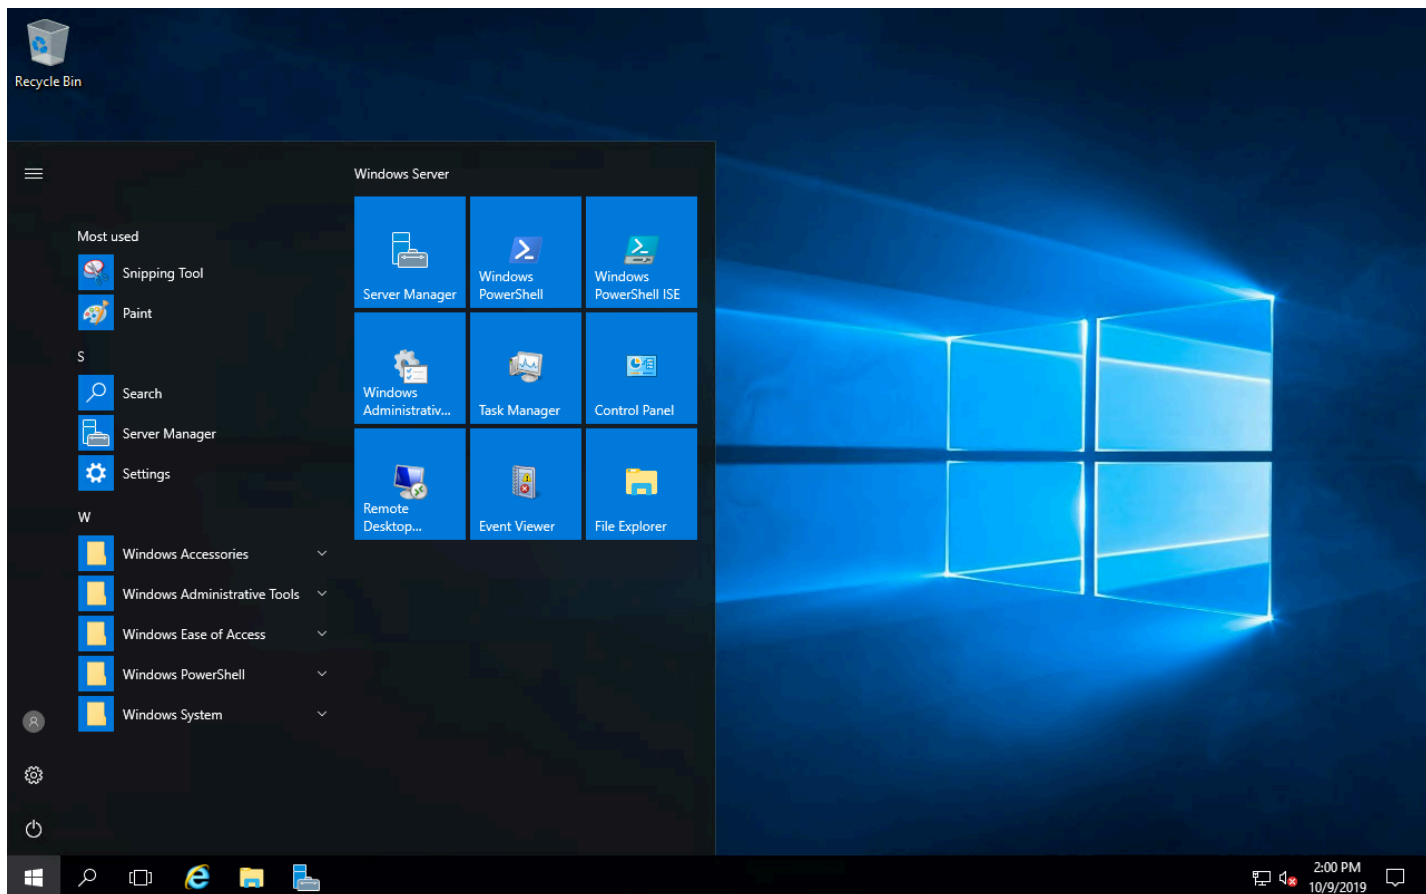 Recycle Bin
Windows Server
Most used
Snipping Tool
Paint
S
Search
Server Manager
Settings
W
Windows Accessories
Windows Administrative Tools
Windows Ease of Access
Windows PowerShell
Windows System
Server Manager
Windows
PowerShell
Windows
PowerShell ISE
Windows
Administrativ...
Task Manager
Control Panel
Remote
Desktop...
Event Viewer
File Explorer
2:00 PM
10/9/2019